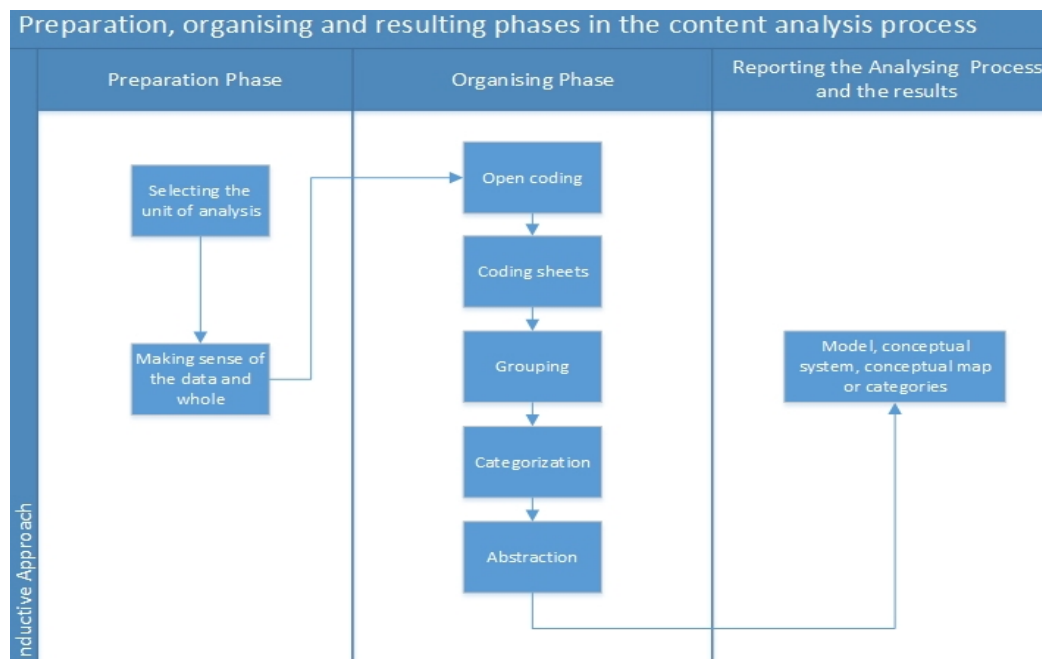 Preparation, organising and resulting phases in the content analysis process
Preparation Phase
Organising Phase
Reporting the Analysing Process
and the results
Selecting the
unit of analysis
Making sense of
the data and
whole
Open coding
Coding sheets
Grouping
Categorization
Abstraction
Model, conceptual
system, conceptual map
or categories
nductive Approach